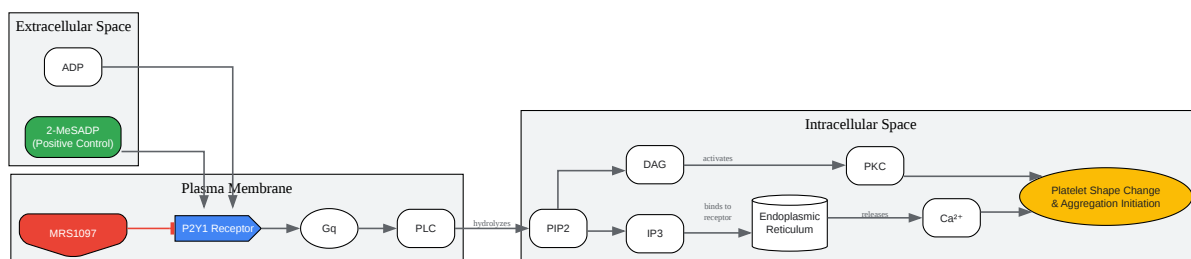 Extracellular Space
ADP
2-MeSADP
(Positive Control)
Plasma Membrane
MRS1097
P2Y1 Receptor
Gq
PLC
hydrolyzes
Intracellular Space
PIP2
DAG
activates
PKC
IP3
binds to
receptor
Endoplasmic
Reticulum
releases
Ca²⁺
Platelet Shape Change
& Aggregation Initiation